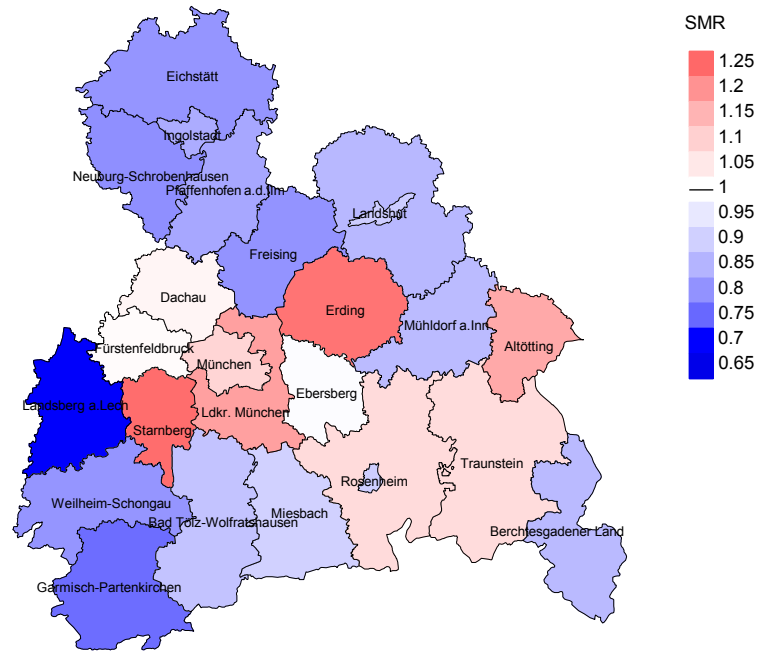 SMR
1.25
1.2
1.15
1.1
1.05
1
0.95
0.9
0.85
0.8
0.75
0.7
0.65
Eichstätt
Ingolstadt
Neuburg-Schrobenhausen
Pfaffenhofen a.d.Ilm
Landshut
Freising
Dachau
Erding
Mühldorf a.Inn
Fürstenfeldbruck
München
Altötting
Ebersberg
Landsberg a.Lech
Ldkr. München
Starnberg
Traunstein
Rosenheim
Weilheim-Schongau
Miesbach
Bad Tölz-Wolfratshausen
Berchtesgadener Land
Garmisch-Partenkirchen